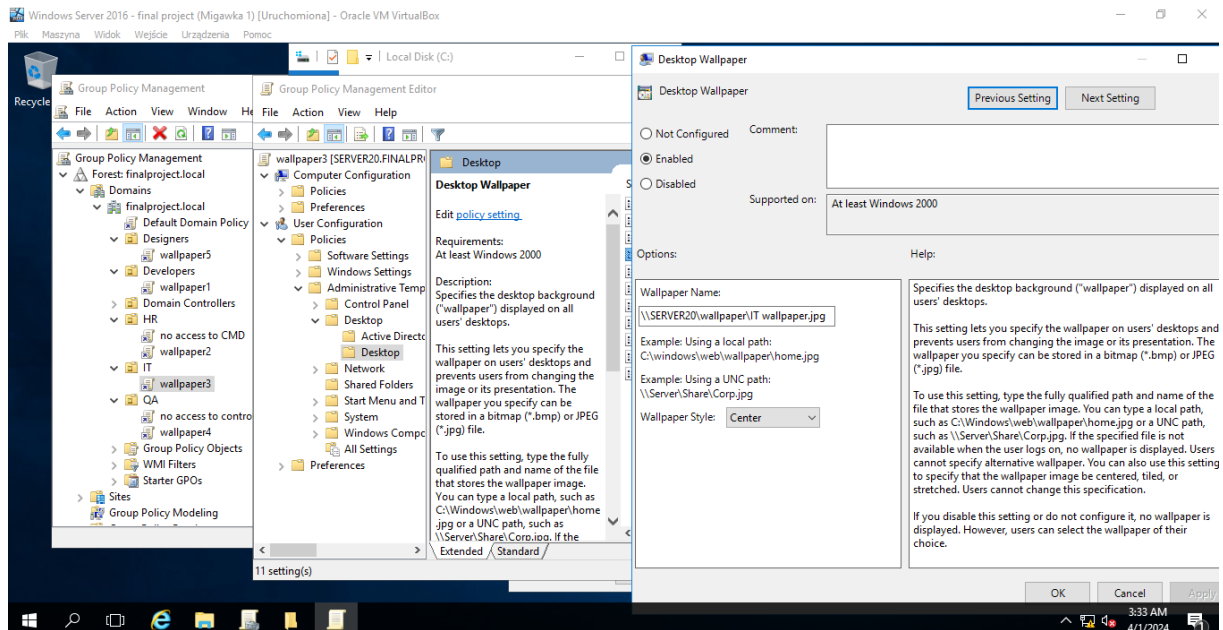 Windows Server 2016 - final project (Migawka 1) [Uruchomiona] - Oracle VM VirtualBox
Plik Maszyna Widok Wejście Urządzenia Pomoc
Recycle
Local Disk (C:)
Group Policy Management
File Action View Window He
Group Policy Management
Forest: finalproject.local
Domains
finalproject.local
Default Domain Policy
Designers
wallpaper5
Developers
wallpaper1
Domain Controllers
HR
no access to CMD
wallpaper2
IT
wallpaper3
QA
no access to contro
wallpaper4
Group Policy Objects
WMI Filters
Starter GPOs
Sites
Group Policy Modeling
Group Policy Management Editor
File Action View Help
wallpaper3 [SERVER20.FINALPR
Computer Configuration
Policies
Preferences
User Configuration
Policies
Software Settings
Windows Settings
Administrative Temp
Control Panel
Desktop
Active Directo
Desktop
Network
Shared Folders
Start Menu and T
System
Windows Compo
All Settings
Preferences
Desktop
Desktop Wallpaper
Edit policy setting
Requirements:
At least Windows 2000
Description:
Specifies the desktop background
("wallpaper") displayed on all
users' desktops.
This setting lets you specify the
wallpaper on users' desktops and
prevents users from changing the
image or its presentation. The
wallpaper you specify can be
stored in a bitmap (*.bmp) or JPEG
(*.jpg) file.
To use this setting, type the fully
qualified path and name of the file
that stores the wallpaper image.
You can type a local path, such as
C:\Windows\web\wallpaper\home
.jpg or a UNC path, such as
\\Server\Share\Corp.jpg. If the
S
Extended Standard
11 setting(s)
Desktop Wallpaper
Desktop Wallpaper
Previous Setting Next Setting
Not Configured
Enabled
Disabled
Comment:
Supported on:
At least Windows 2000
Options:
Help:
Wallpaper Name:
\\SERVER20\wallpaper\IT wallpaper.jpg
Example: Using a local path:
C:\windows\web\wallpaper\home.jpg
Example: Using a UNC path:
\\Server\Share\Corp.jpg
Wallpaper Style: Center
Specifies the desktop background ("wallpaper") displayed on all
users' desktops.
This setting lets you specify the wallpaper on users' desktops and
prevents users from changing the image or its presentation. The
wallpaper you specify can be stored in a bitmap (*.bmp) or JPEG
(*.jpg) file.
To use this setting, type the fully qualified path and name of the
file that stores the wallpaper image. You can type a local path,
such as C:\Windows\web\wallpaper\home.jpg or a UNC path,
such as \\Server\Share\Corp.jpg. If the specified file is not
available when the user logs on, no wallpaper is displayed. Users
cannot specify alternative wallpaper. You can also use this setting
to specify that the wallpaper image be centered, tiled, or
stretched. Users cannot change this specification.
If you disable this setting or do not configure it, no wallpaper is
displayed. However, users can select the wallpaper of their
choice.
OK Cancel Apply
3:33 AM
4/1/2024